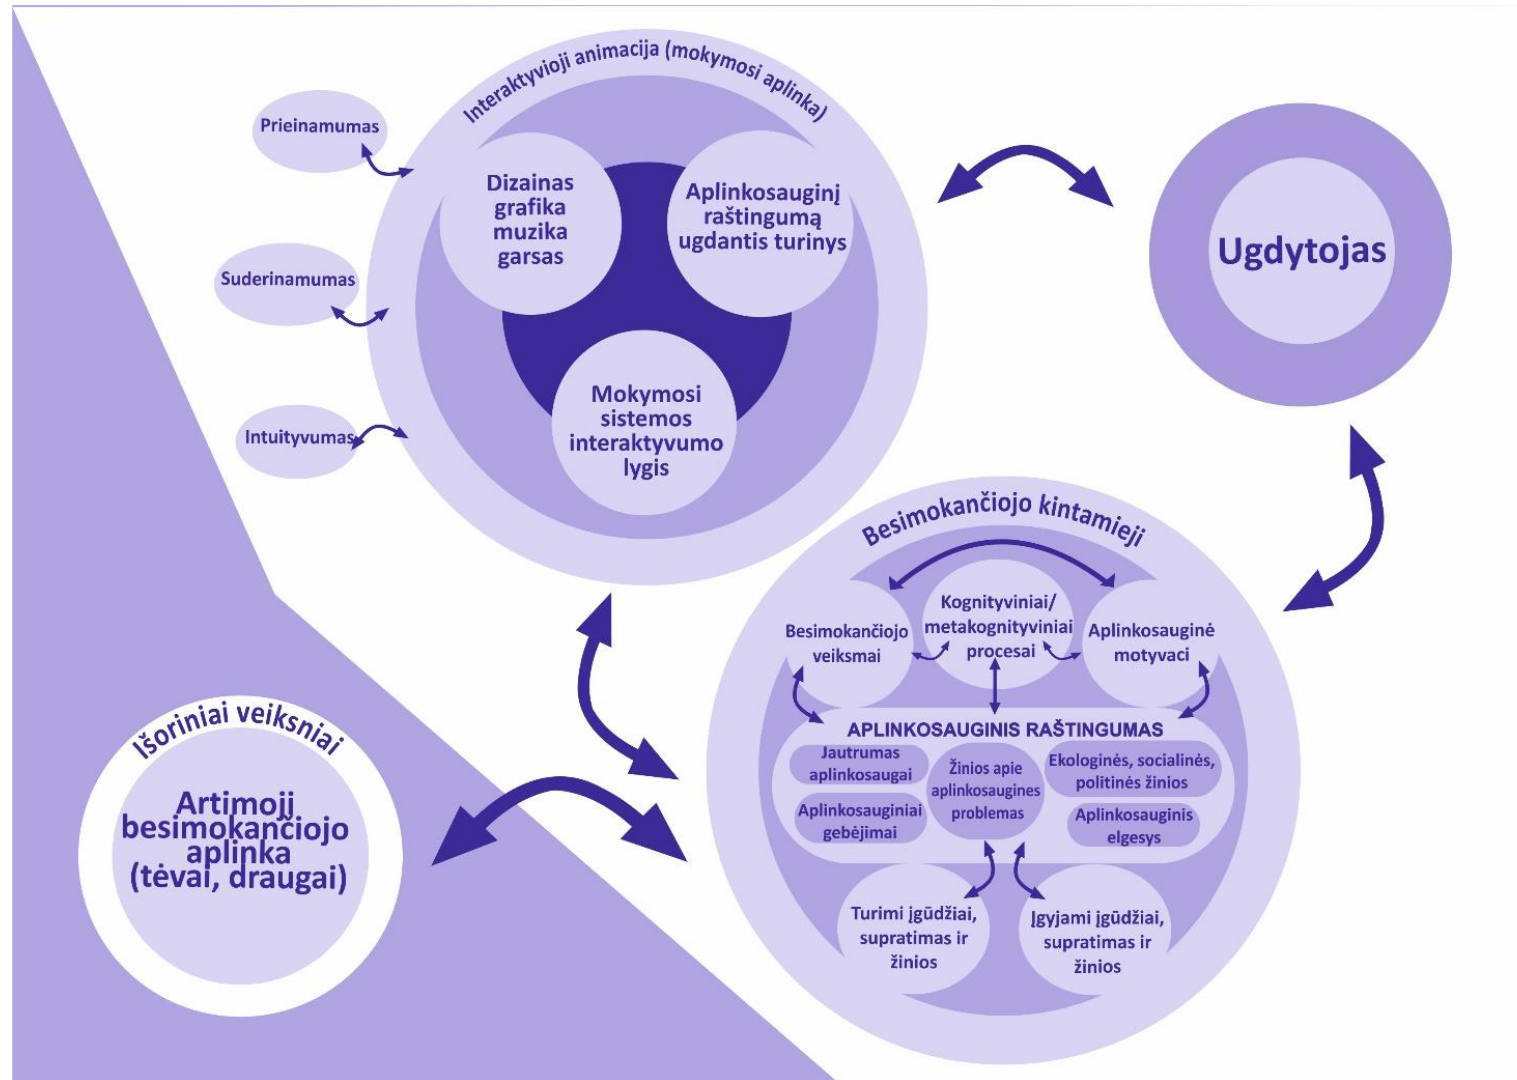 Interaktyvioji animacija (mokymosi aplinka)
Prieinamumas
Suderinamumas
Intuityvumas
Dizainas
grafika
muzika
garsas
Aplinkosauginį
raštingumą
ugdantis turinys
Mokymosi
sistemos
interaktyvumo
lygis
Ugdytojas
Besimokančiojo kintamieji
Besimokančiojo
veiksmai
Kognityviniai/
metakognityviniai
procesai
Aplinkosauginė
motyvaci
APLINKOSAUGINIS RAŠTINGUMAS
Jautrumas
aplinkosaugai
Aplinkosauginiai
gebėjimai
Žinios apie
aplinkosaugines
problemas
Ekologinės, socialinės,
politinės žinios
Aplinkosauginis
elgesys
Turimi įgūdžiai,
supratimas ir
žinios
Įgyjami įgūdžiai,
supratimas ir
žinios
Išoriniai veiksniai
Artimoji
besimokančiojo
aplinka
(tėvai, draugai)